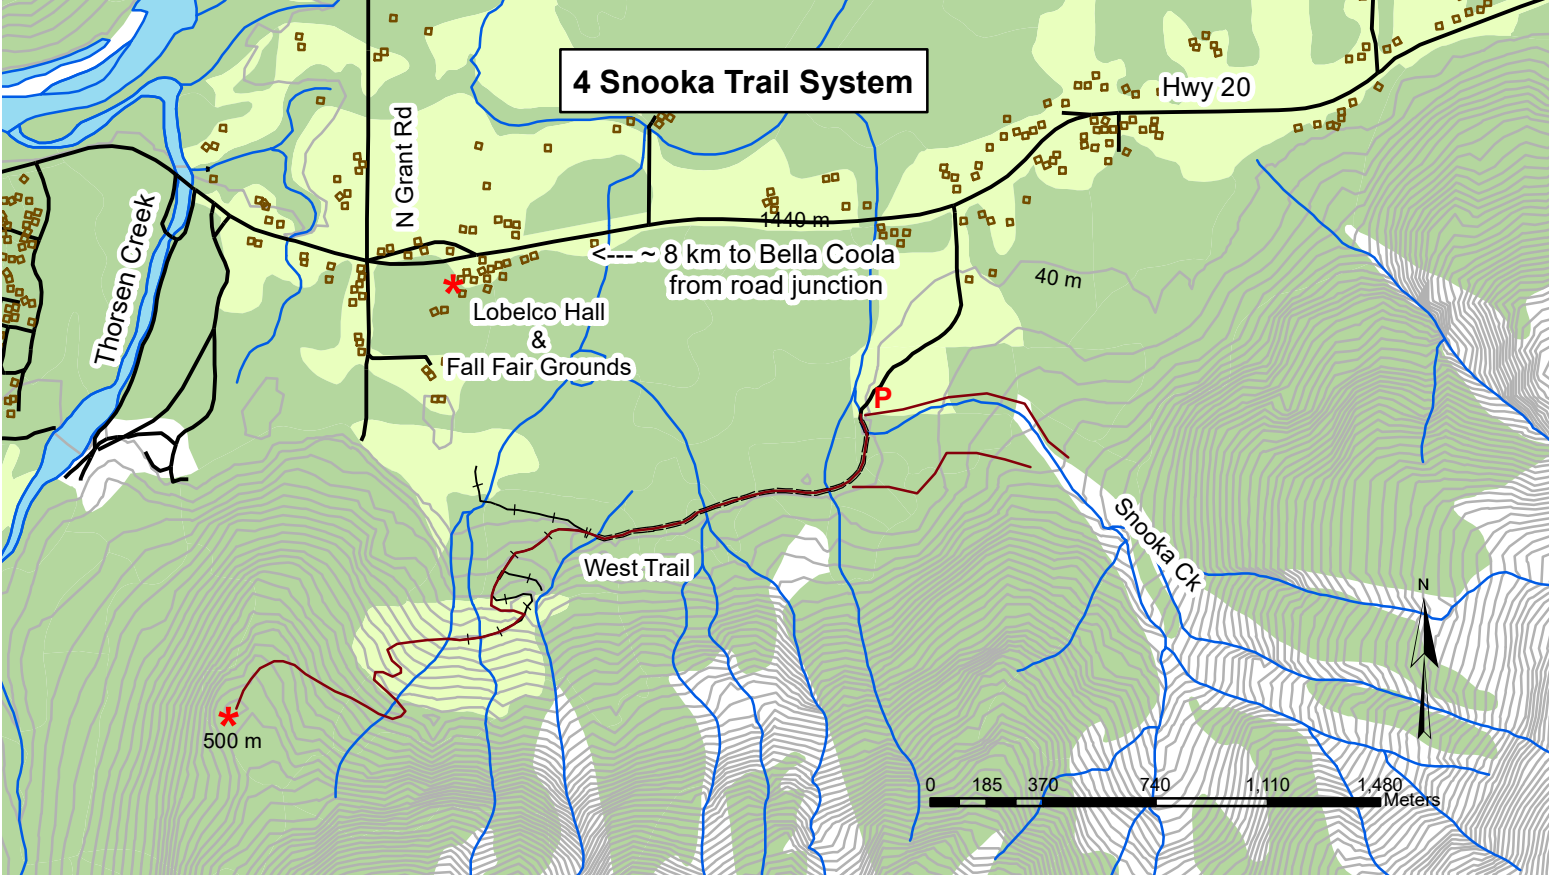 4 Snooka Trail System
Hwy 20
N Grant Rd
Thorsen Creek
1440 m
<--- ~ 8 km to Bella Coola
from road junction
40 m
*
Lobelco Hall
&
Fall Fair Grounds
P
Snooka Ck
West Trail
N
*
500 m
0 185 370 740 1,110 1,480
Meters